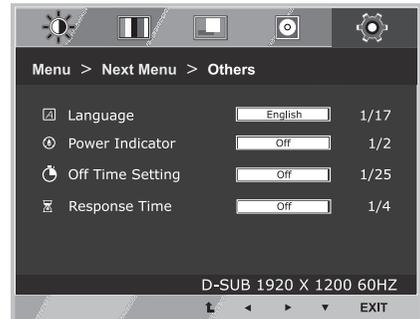 Menu > Next Menu > Others
Language English 1/17
Power Indicator Off 1/2
Off Time Setting Off 1/25
Response Time Off 1/4
D-SUB 1920 X 1200 60HZ
EXIT